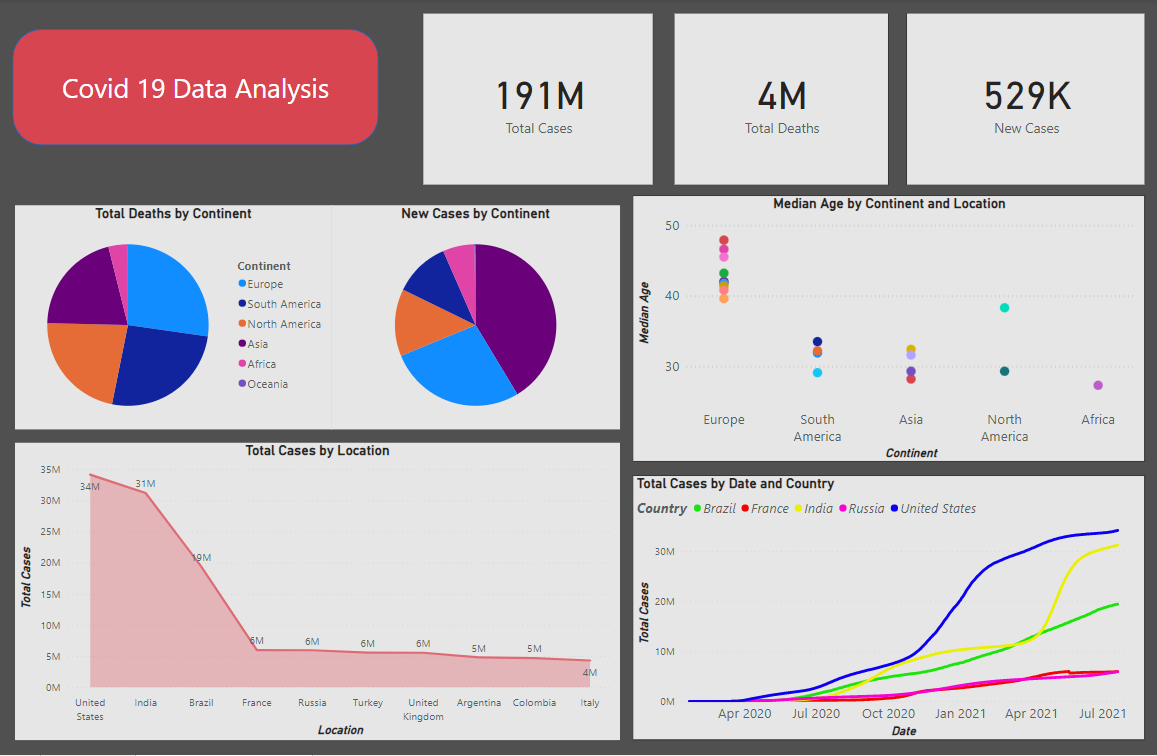 Covid 19 Data Analysis
191M
Total Cases
4M
Total Deaths
529K
New Cases
Total Deaths by Continent
Continent
Europe
South America
North America
Asia
Africa
Oceania
New Cases by Continent
Median Age by Continent and Location
50
40
30
Median Age
Europe
South
America
Asia
North
America
Africa
Continent
Total Cases by Location
35M
30M
25M
20M
15M
10M
5M
0M
Total Cases
34M
31M
19M
6M
6M
6M
6M
5M
5M
4M
United
States
India
Brazil
France
Russia
Turkey
United
Kingdom
Argentina
Colombia
Italy
Location
Total Cases by Date and Country
Country Brazil France India Russia United States
30M
20M
10M
0M
Total Cases
Apr 2020 Jul 2020 Oct 2020 Jan 2021 Apr 2021 Jul 2021
Date